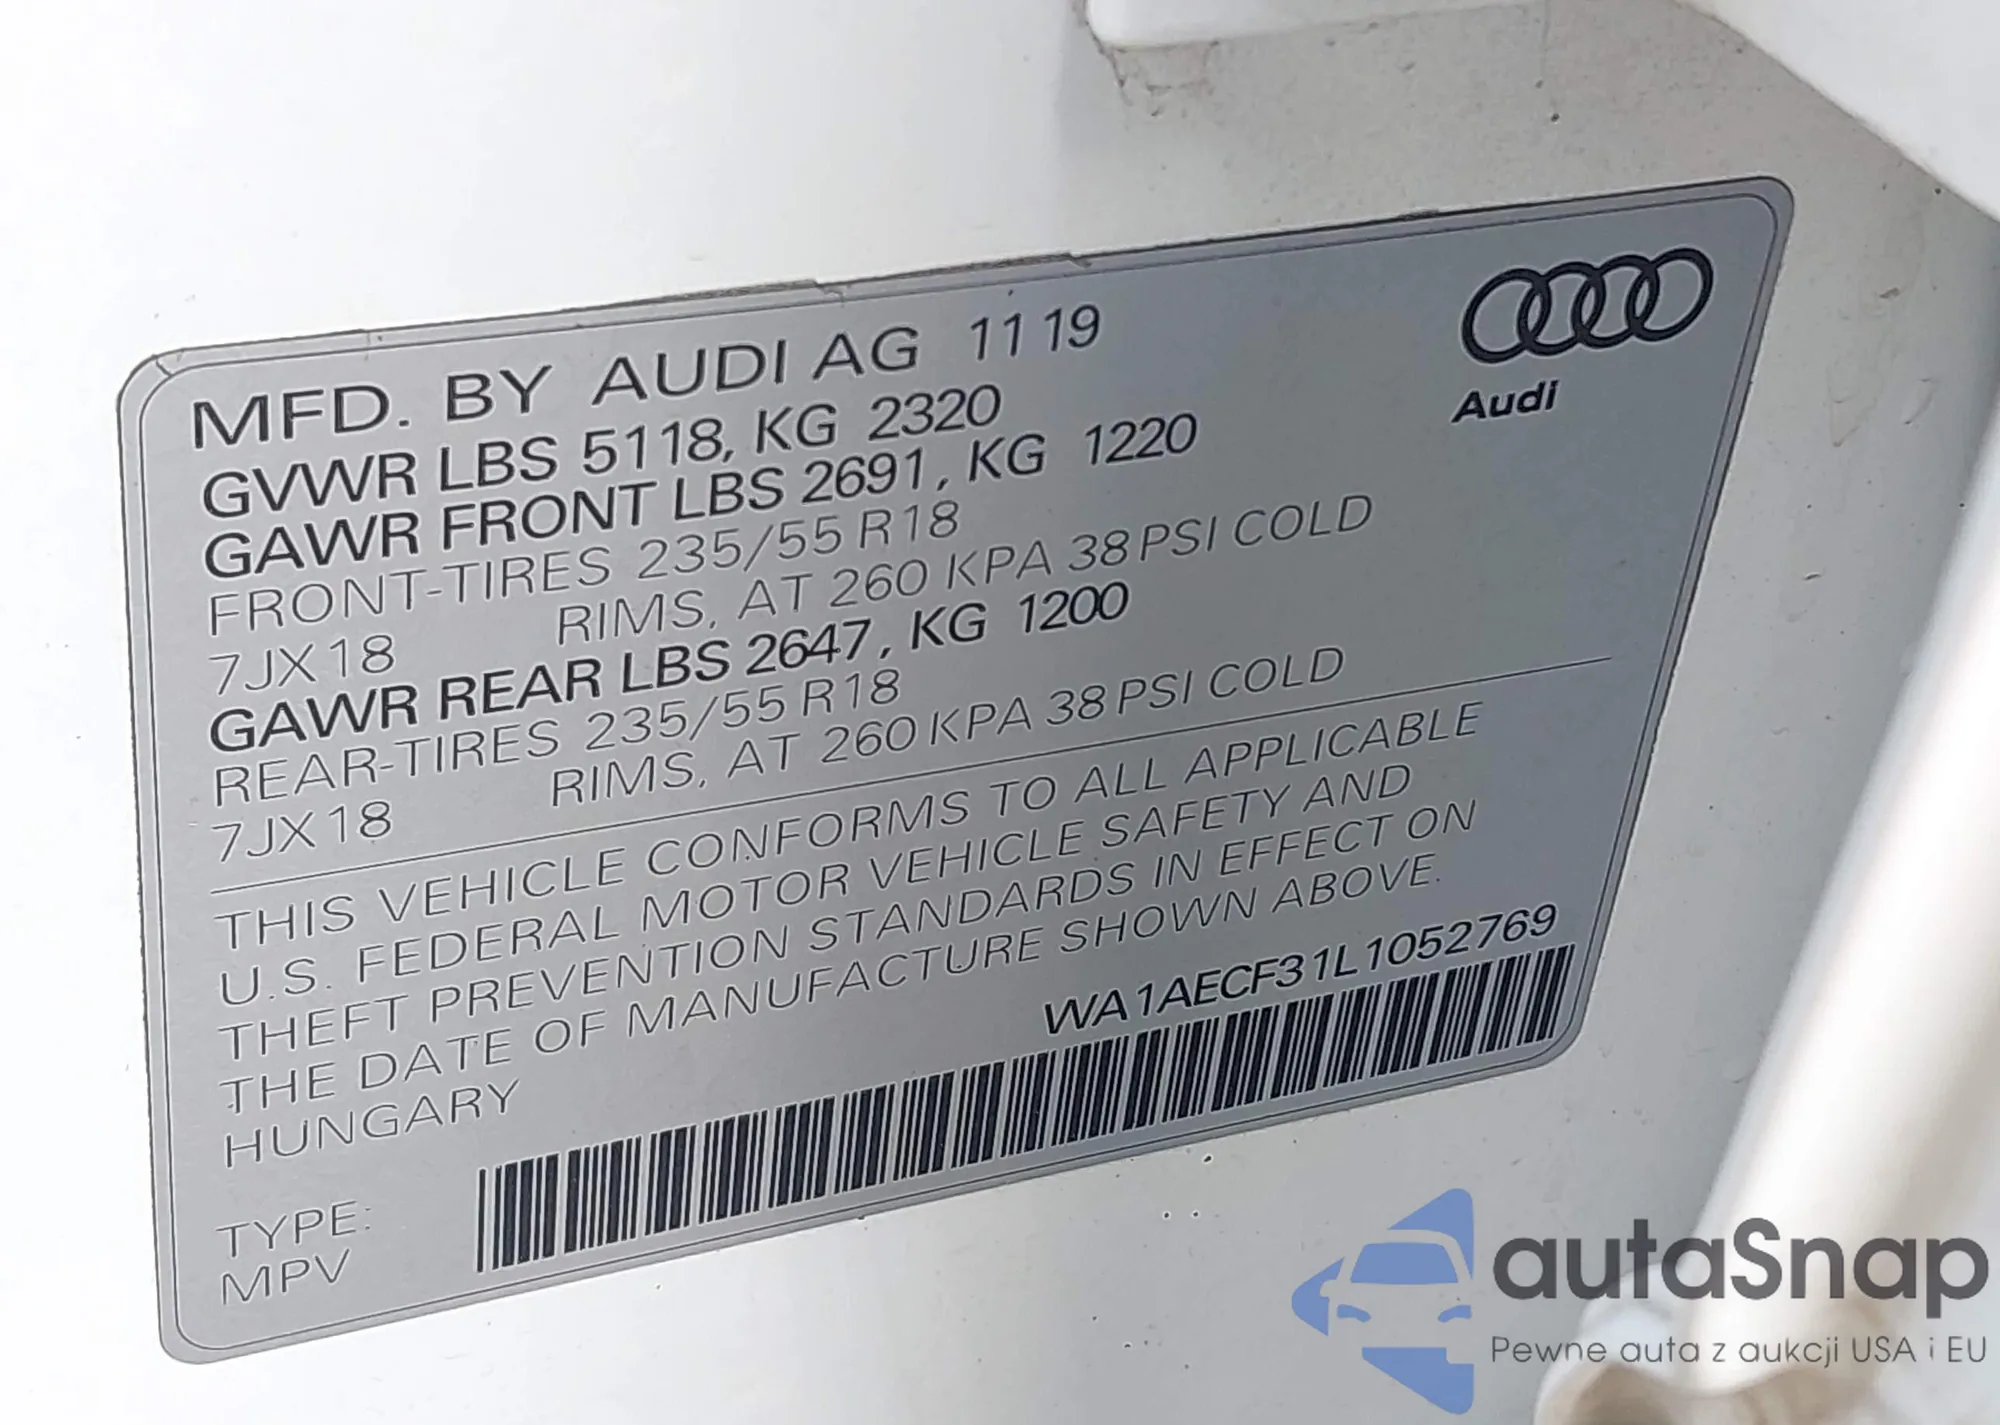 MFD. BY AUDI AG 11 19
GVWR LBS 5118, KG 2320
GAWR FRONT LBS 2691, KG 1220
FRONT-TIRES 235/55 R18
7JX18 RIMS, AT 260 KPA 38 PSI COLD
GAWR REAR LBS 2647, KG 1200
REAR-TIRES 235/55 R18
7JX18 RIMS, AT 260 KPA 38 PSI COLD
THIS VEHICLE CONFORMS TO ALL APPLICABLE
U.S. FEDERAL MOTOR VEHICLE SAFETY AND
THEFT PREVENTION STANDARDS IN EFFECT ON
THE DATE OF MANUFACTURE SHOWN ABOVE.
HUNGARY
WA1AECF31L1052769
TYPE:
MPV
Audi
autaSnap
Pewne auta z aukcji USA i EU